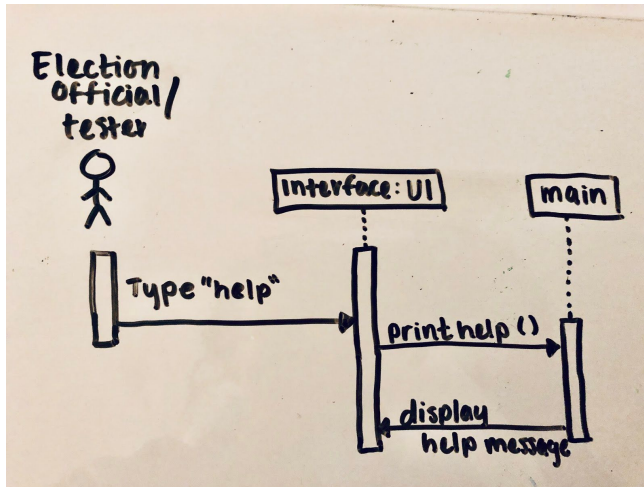 Election
Official/
tester
Interface: UI
main
Type "help"
print help ()
display
help message